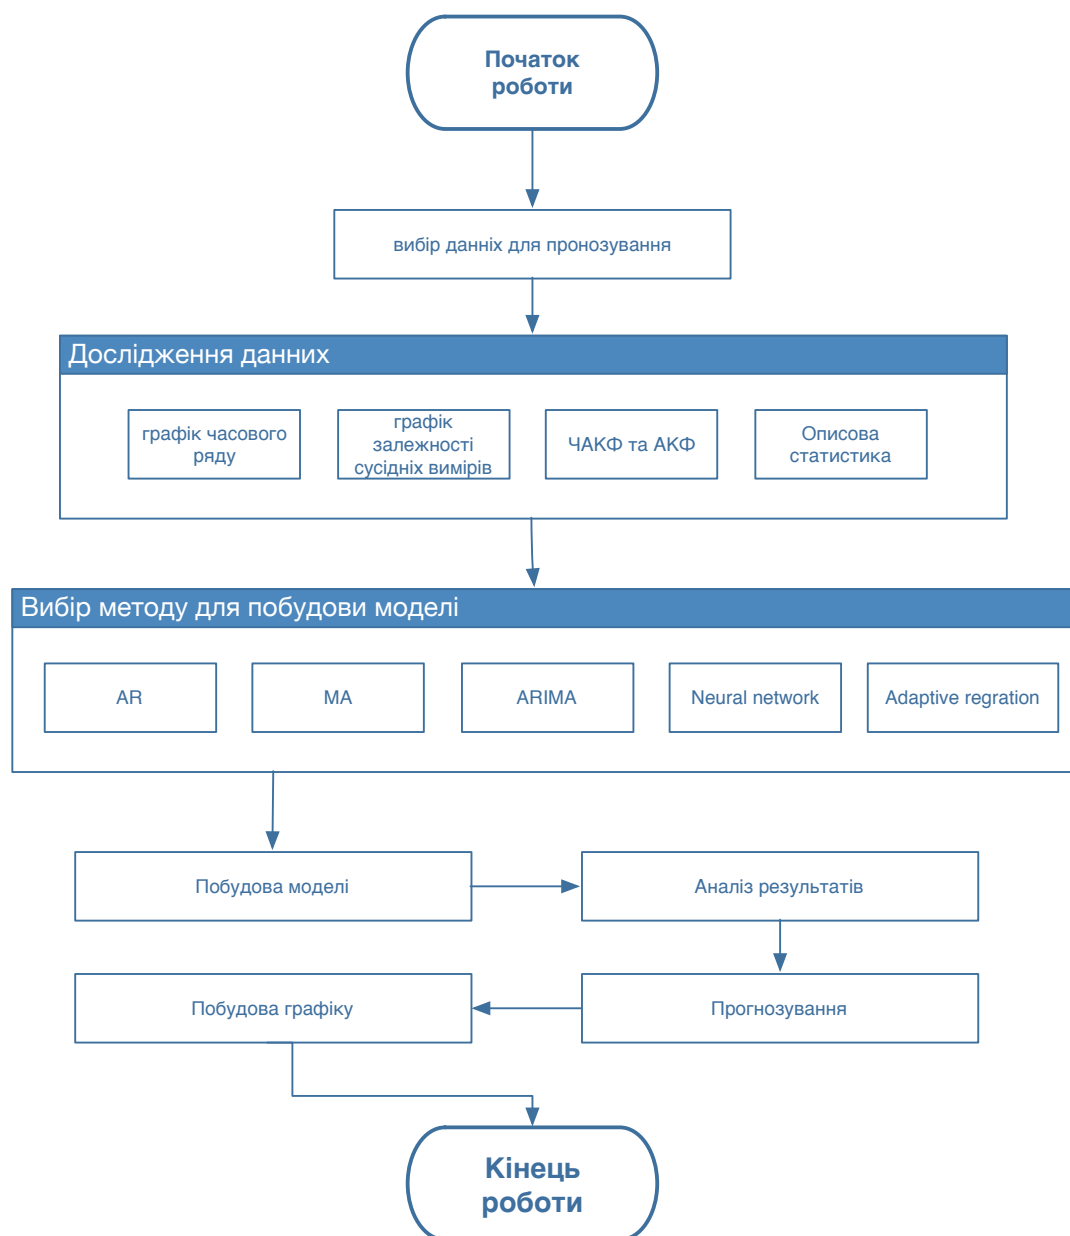 Початок
роботи
вибір данніх для пронозування
Дослідження данних
графік часового
ряду
графік
залежності
сусідніх вимірів
ЧАКФ та АКФ
Описова
статистика
Вибір методу для побудови моделі
AR
MA
ARIMA
Neural network
Adaptive regration
Побудова моделі
Аналіз результатів
Побудова графіку
Прогнозування
Кінець
роботи